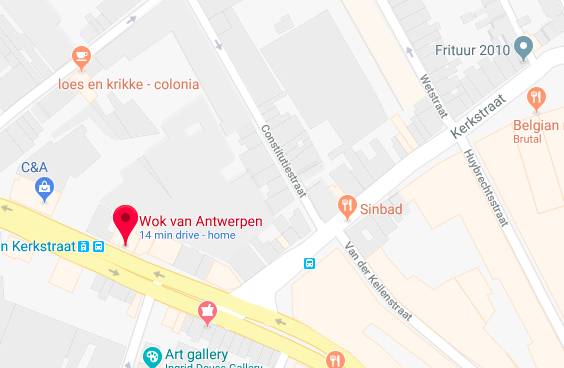 Frituur 2010
loes en krikke - colonia
Wetstraat
Kerkstraat
Belgian
Brutal
Constitutiestraat
Huybrechtsstraat
C&A
Sinbad
Wok van Antwerpen
14 min drive - home
n Kerkstraat
Van der Keilenstraat
Art gallery